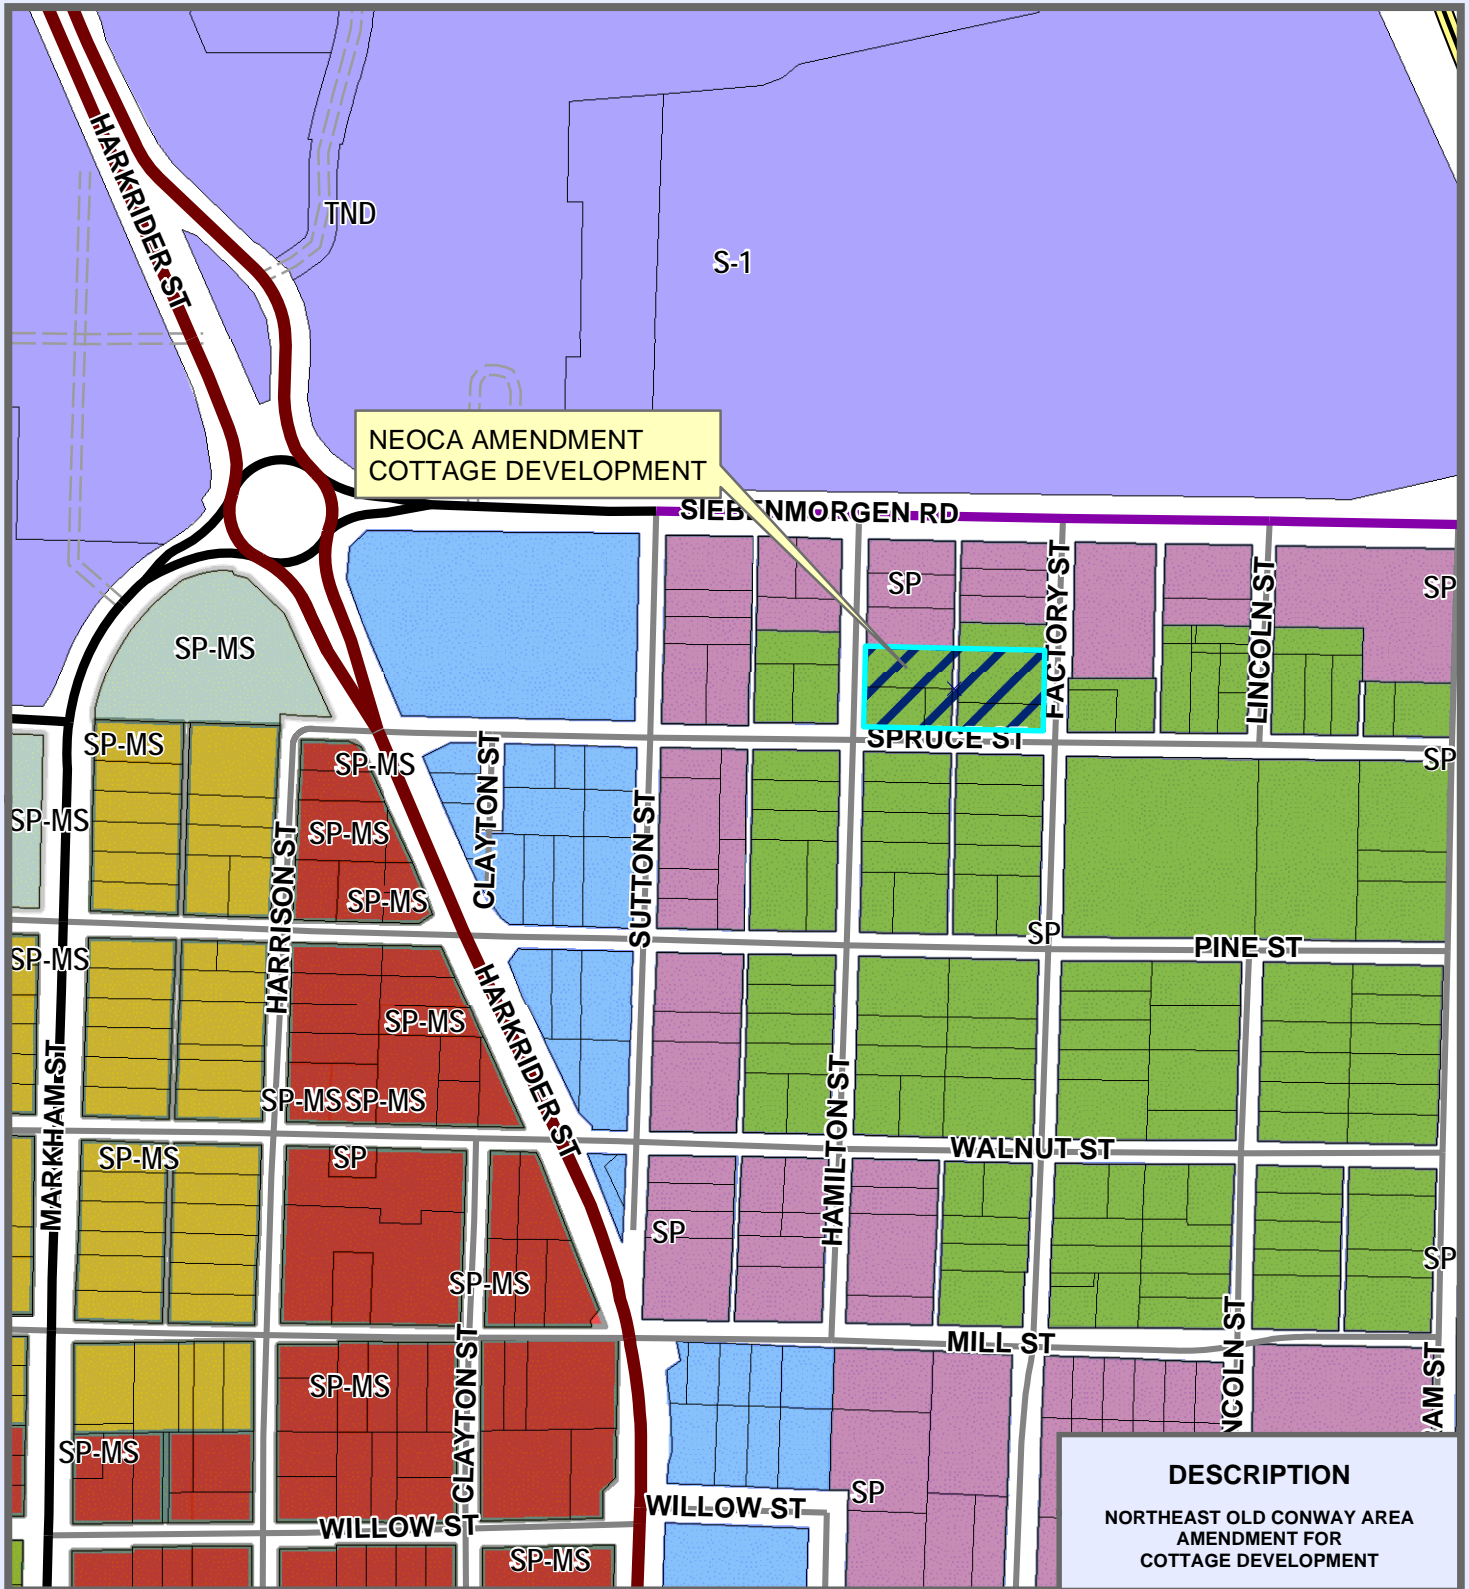 HARKRIDER ST
TND
S-1
NEOCA AMENDMENT
COTTAGE DEVELOPMENT
SIEBENMORGEN RD
SP
SP
FACTORY ST
LINCOLN ST
SP-MS
SP-MS
SP-MS
SPRUCE ST
SP
CLAYTON ST
SP-MS
SP-MS
SP-MS
HARRISON ST
SUTTON ST
SP
PINE ST
SP-MS
HARKRIDER ST
SP-MS
SP-MS
SP-MS
MARKHAM ST
HAMILTON ST
WALNUT ST
SP-MS
SP
SP
SP
SP-MS
MILL ST
SP-MS
CLAYTON ST
NCOLN ST
AM ST
SP-MS
SP
WILLOW ST
WILLOW ST
SP-MS
DESCRIPTION
NORTHEAST OLD CONWAY AREA
AMENDMENT FOR
COTTAGE DEVELOPMENT